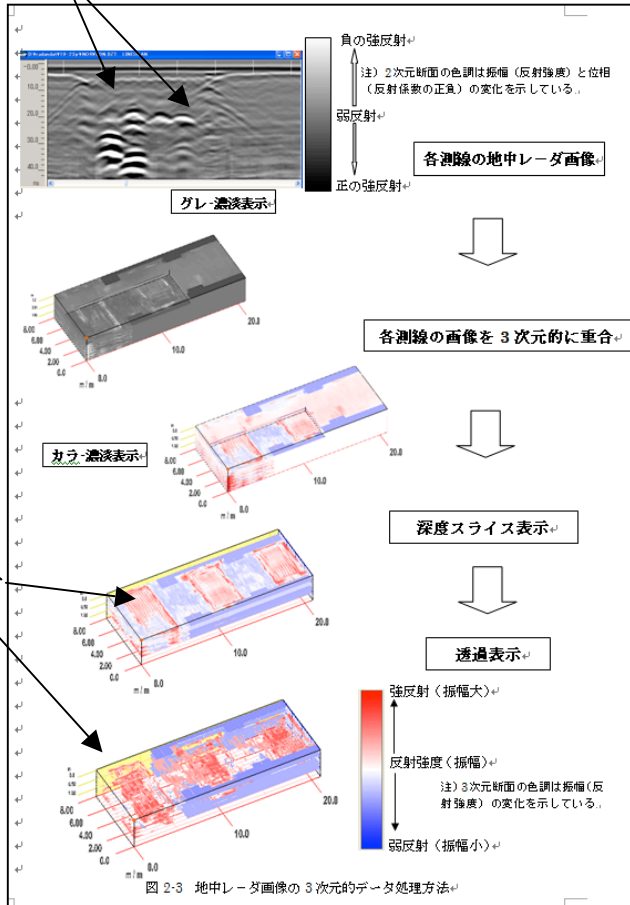 負の強反射
注）2次元断面の色調は振幅（反射強度）と位相
（反射係数の正負）の変化を示している。
弱反射
正の強反射
各測線の地中レーダ画像
-0.00
10.0
20.0
30.0
40.0
グレ-濃淡表示
各測線の画像を3次元的に重合
8.00
6.00
4.00
2.00
0.0
m/m
0.0
10.0
20.0
カラ-濃淡表示
8.00
6.00
4.00
2.00
0.0
m/m
0.0
10.0
20.0
深度スライス表示
8.00
6.00
4.00
2.00
0.0
m/m
0.0
10.0
20.0
透過表示
8.00
6.00
4.00
2.00
0.0
m/m
0.0
10.0
20.0
強反射（振幅大）
反射強度（振幅）
注）3次元断面の色調は振幅（反
射強度）の変化を示している。
弱反射（振幅小）
図 2-3 地中レーダ画像の3次元的データ処理方法